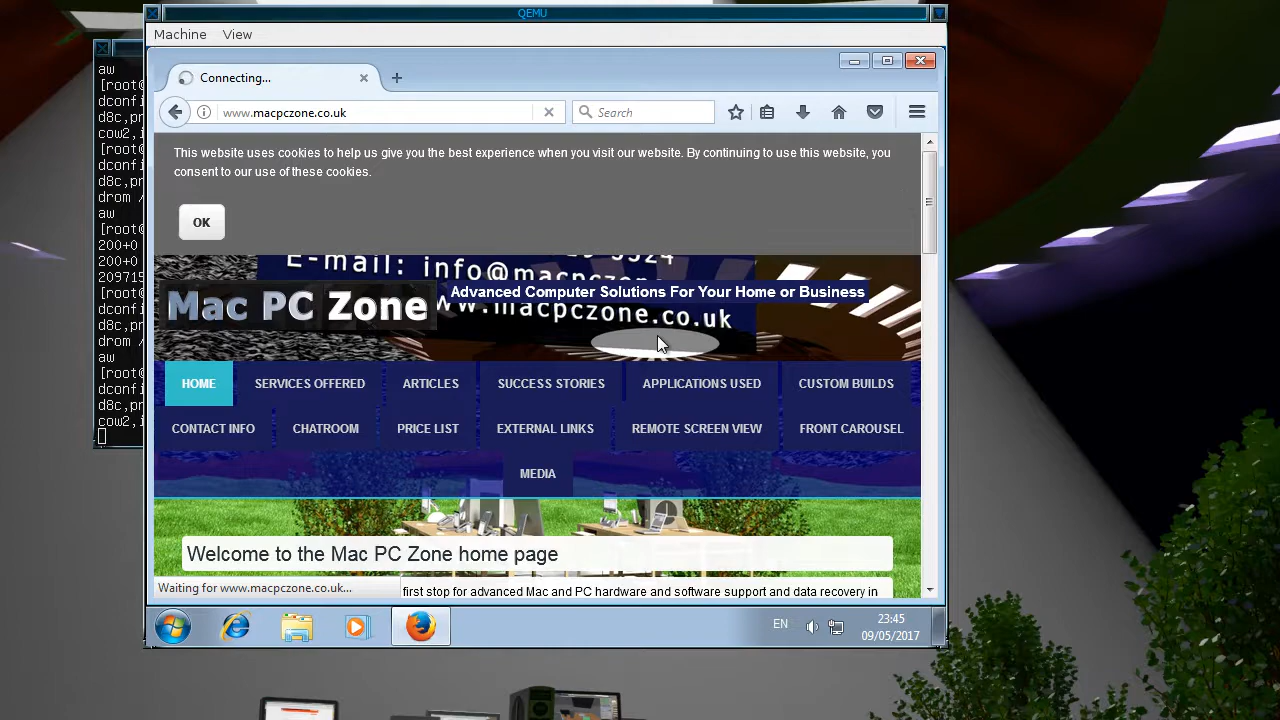 QEMU
Machine View
aw
[root@
dconfi
d8c,pr
cow2,
[root@
dconfi
d8c,pr
drom /
aw
[root@
200+0
200+0
209715
[root@
dconfi
d8c,pr
drom /
aw
[root@
dconfi
d8c,pr
cow2,i
Connecting...
www.macpczone.co.uk
Search
This website uses cookies to help us give you the best experience when you visit our website. By continuing to use this website, you
consent to our use of these cookies.
OK
E-mail: info@macpczone
Advanced Computer Solutions For Your Home or Business
Mac PC Zone
w.macpczone.co.uk
HOME SERVICES OFFERED ARTICLES SUCCESS STORIES APPLICATIONS USED CUSTOM BUILDS
CONTACT INFO CHATROOM PRICE LIST EXTERNAL LINKS REMOTE SCREEN VIEW FRONT CAROUSEL
MEDIA
Welcome to the Mac PC Zone home page
first stop for advanced Mac and PC hardware and software support and data recovery in
Waiting for www.macpczone.co.uk...
EN
23:45
09/05/2017